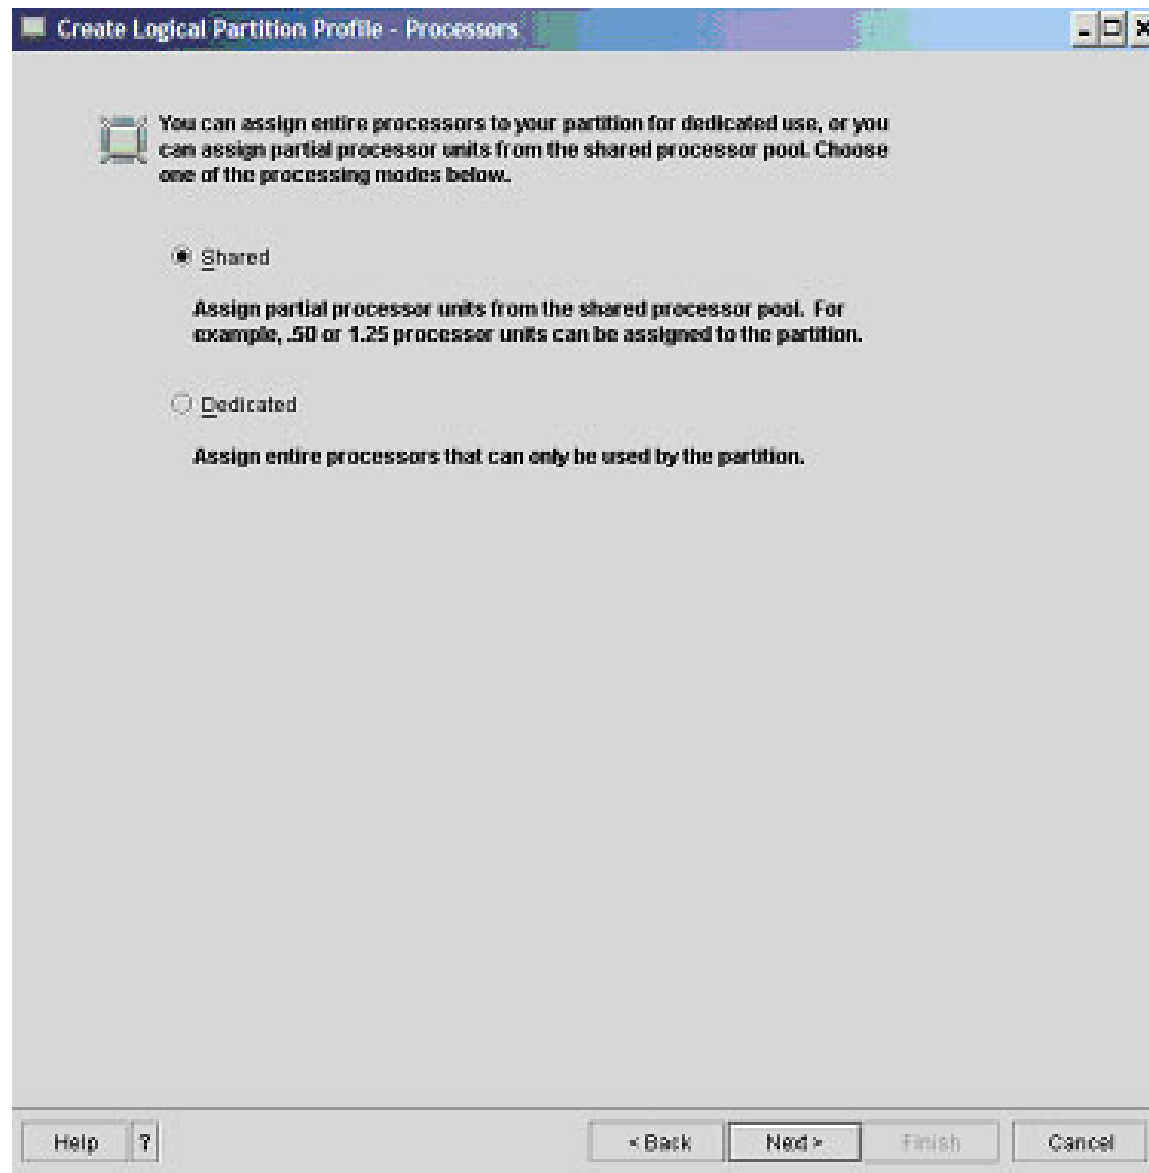 Create Logical Partition Profile - Processors
You can assign entire processors to your partition for dedicated use, or you
can assign partial processor units from the shared processor pool. Choose
one of the processing modes below.
Shared
Assign partial processor units from the shared processor pool. For
example, .50 or 1.25 processor units can be assigned to the partition.
Dedicated
Assign entire processors that can only be used by the partition.
Help ? < Back Next > Finish Cancel